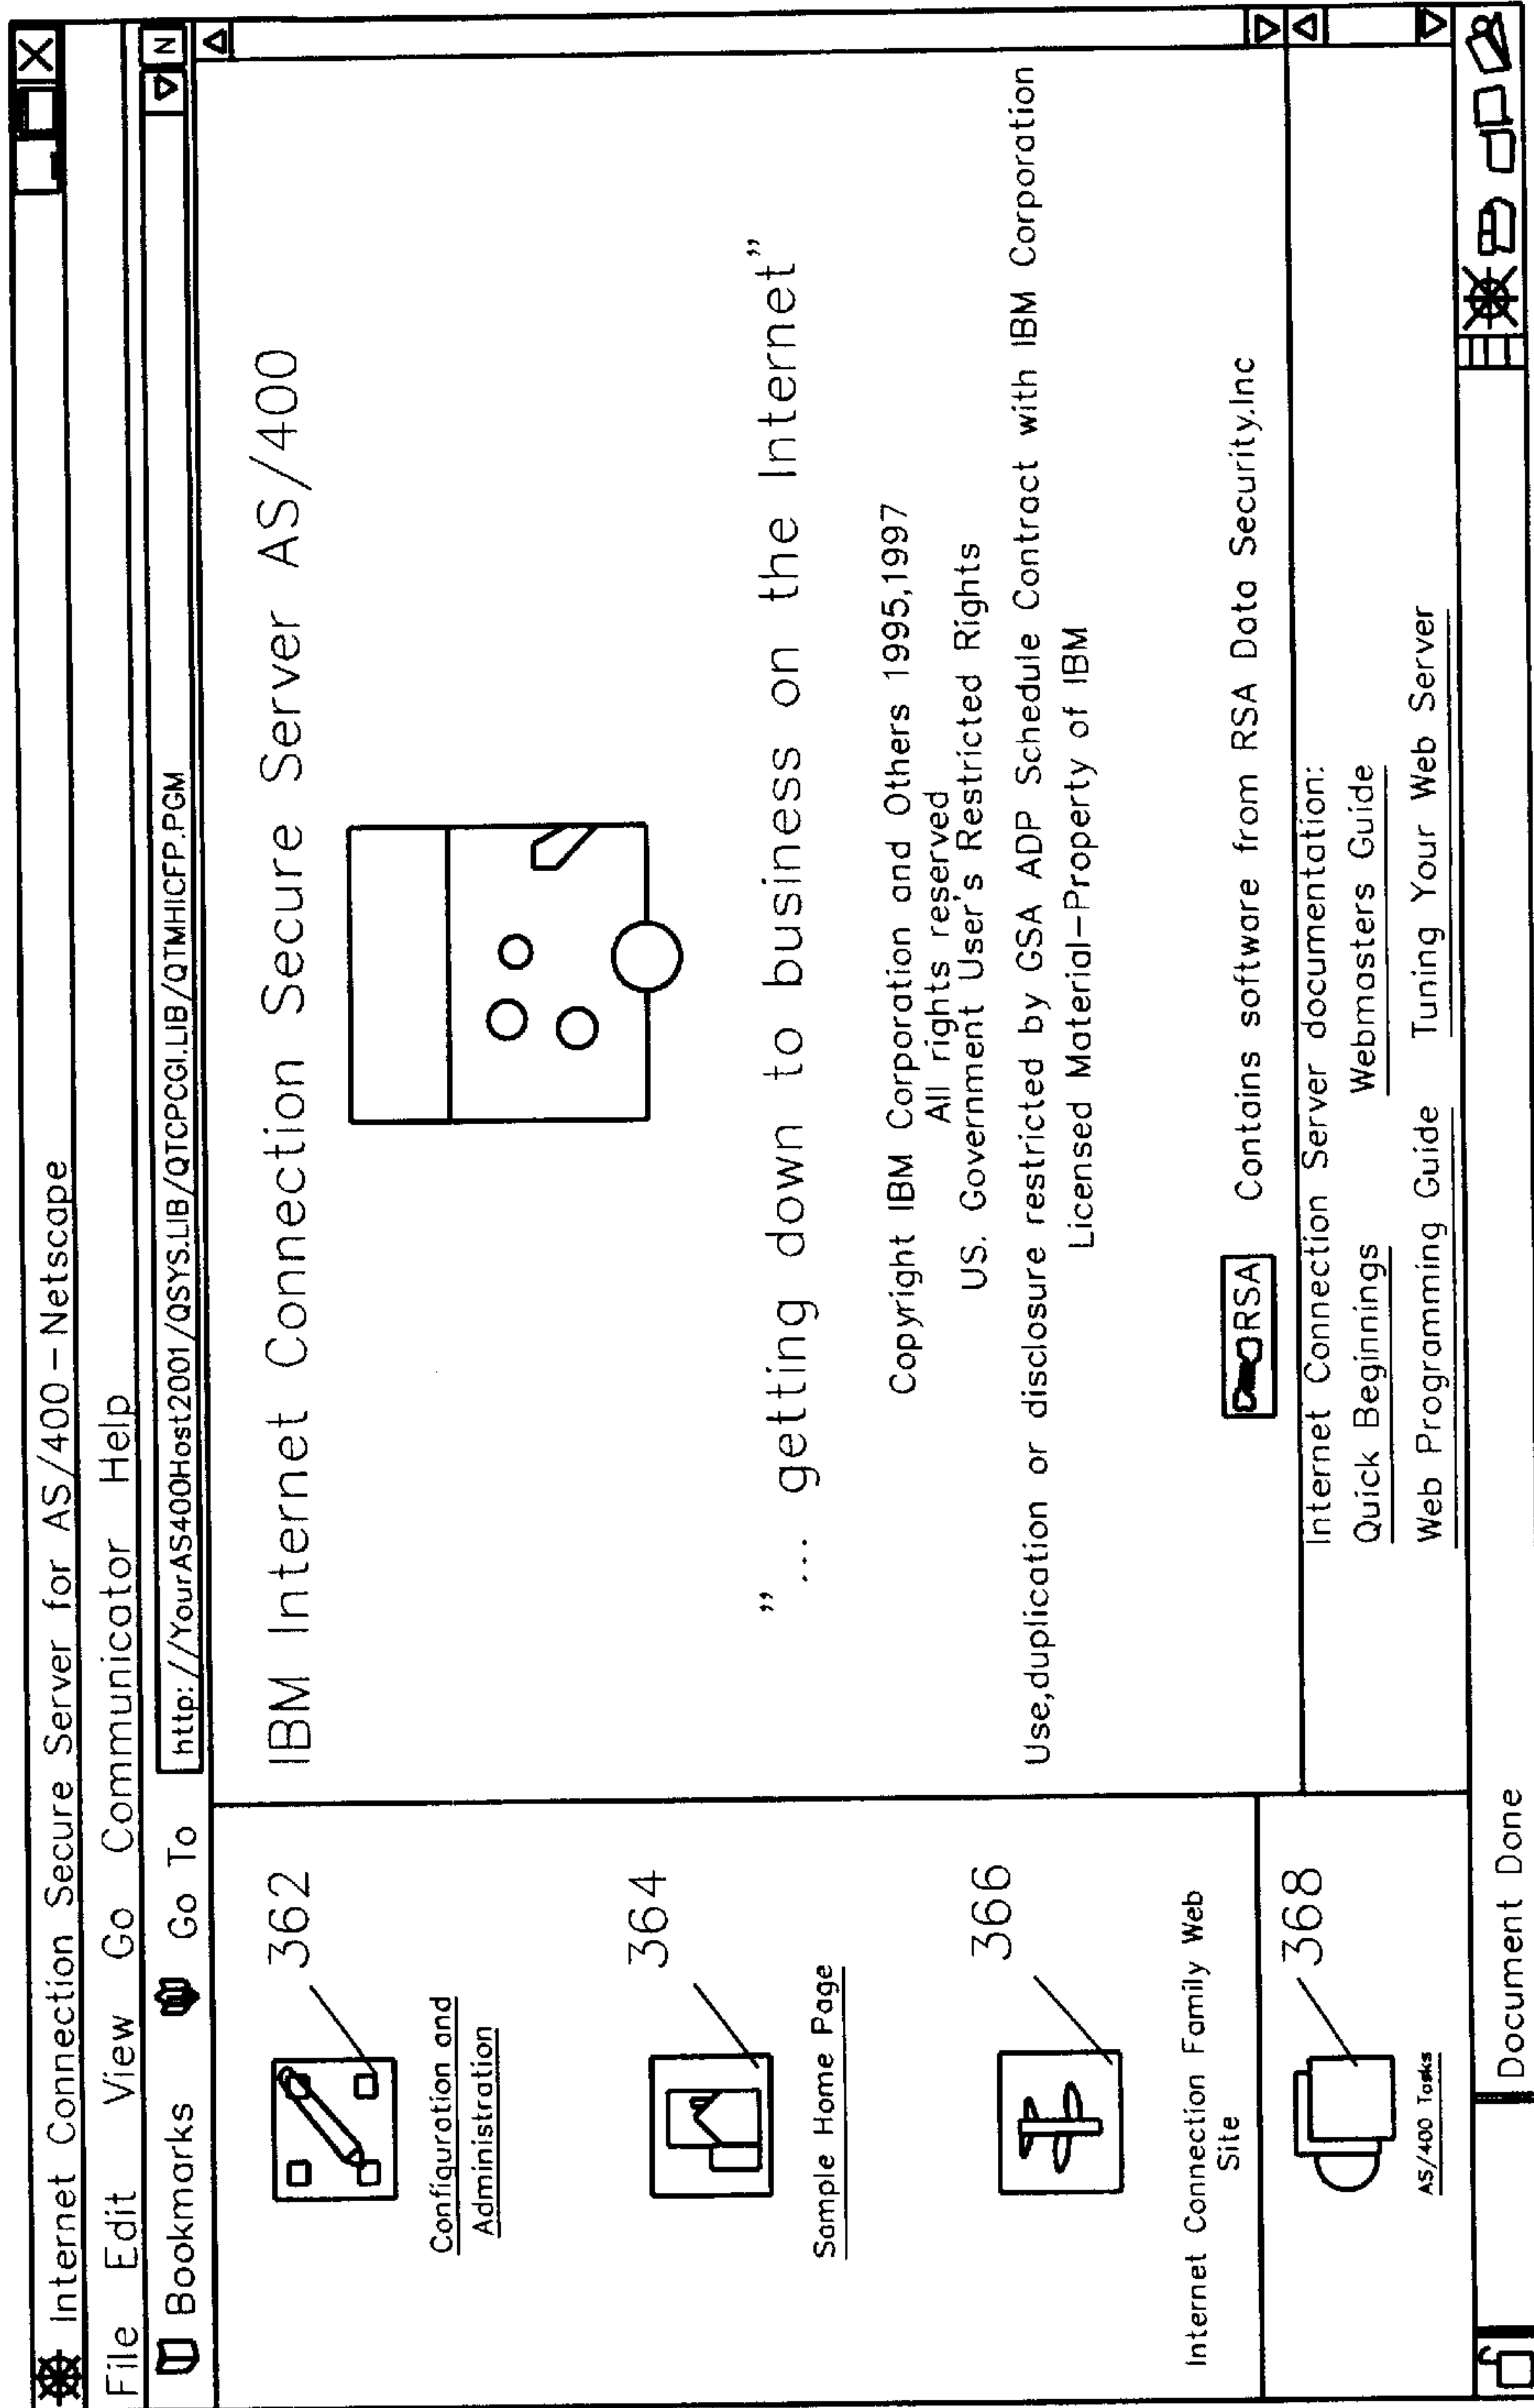 Internet Connection Secure Server for AS/400-Netscape
File Edit View Go Communicator Help
Bookmarks Go To http://YourAS400Host2001/QSYS.LIB/QTCPCGI.LIB/QTMHICFP.PGM N
362
Configuration and
Administration
364
Sample Home Page
366
Internet Connection Family Web
Site
368
AS/400 Tasks
IBM Internet Connection Secure Server AS/400
"... getting down to business on the Internet"
Copyright IBM Corporation and Others 1995,1997
All rights reserved
US. Government User's Restricted Rights
Use,duplication or disclosure restricted by GSA ADP Schedule Contract with IBM Corporation
Licensed Material-Property of IBM
RSA Contains software from RSA Data Security.Inc
Internet Connection Server documentation:
Quick Beginnings Webmasters Guide
Web Programming Guide Tuning Your Web Server
Document Done